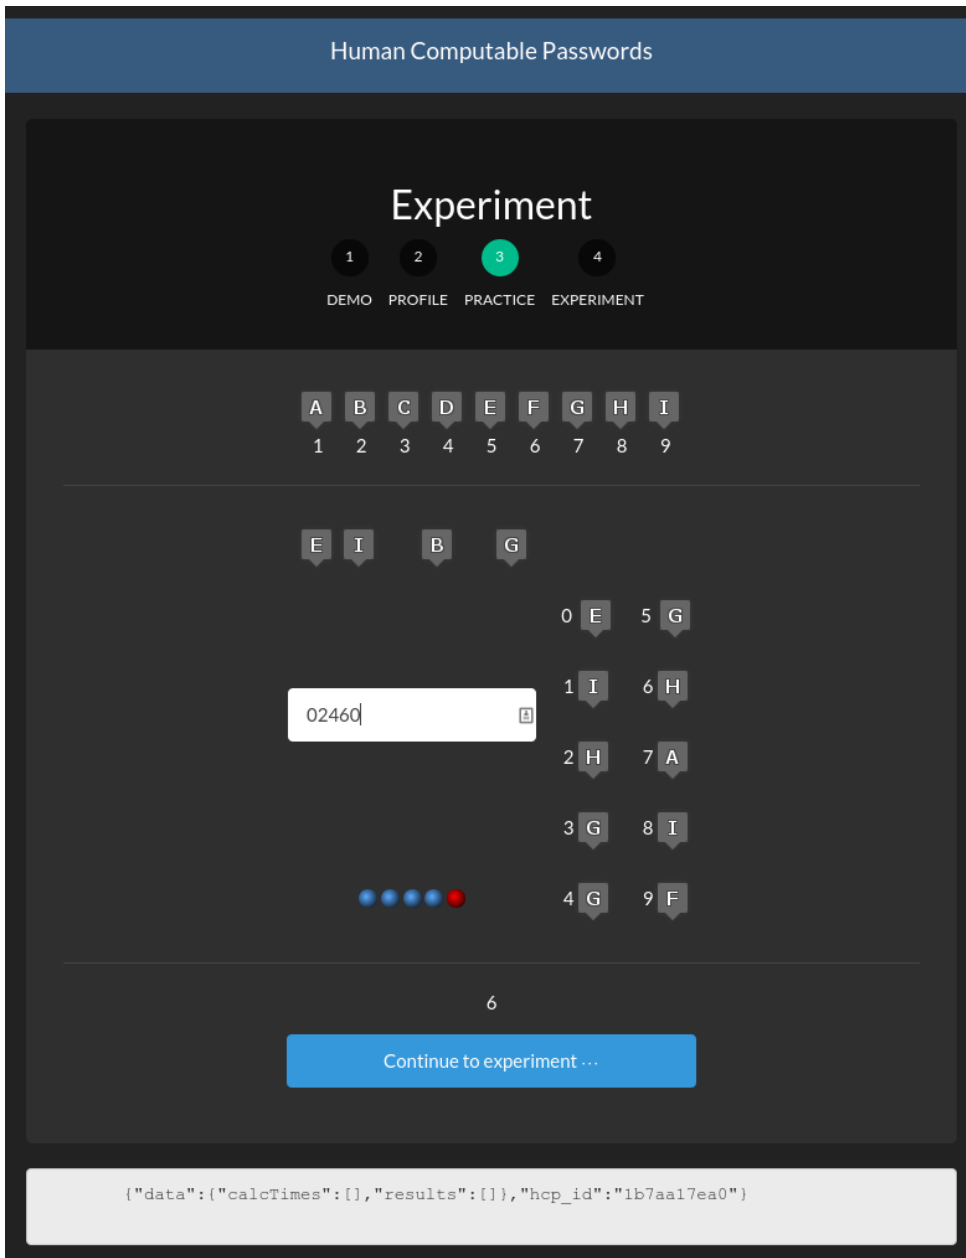 Human Computable Passwords
Experiment
1 2 3 4
DEMO PROFILE PRACTICE EXPERIMENT
A B C D E F G H I
1 2 3 4 5 6 7 8 9
E I B G
0 E 5 G
1 I 6 H
02460
2 H 7 A
3 G 8 I
4 G 9 F
6
Continue to experiment ···
{"data":{"calcTimes":[],"results":[]},"hcp_id":"1b7aa17ea0"}